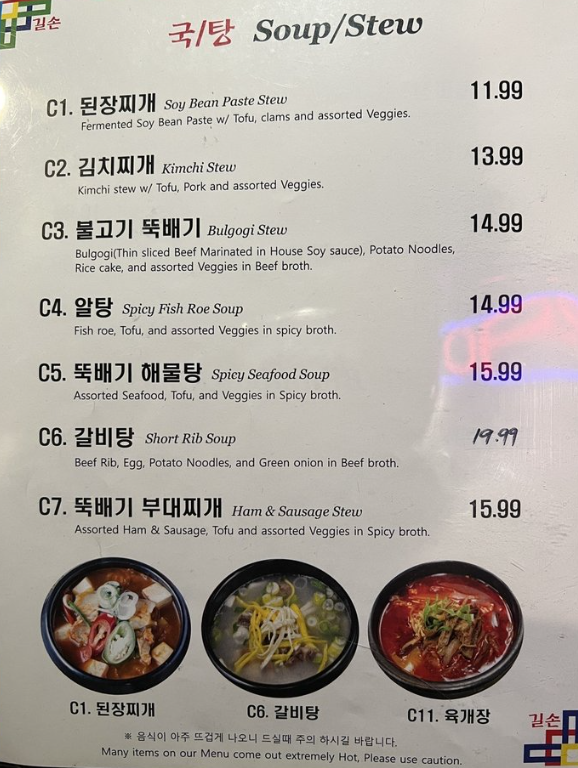 길손
국/탕 Soup/Stew
C1. 된장찌개 Soy Bean Paste Stew 11.99
Fermented Soy Bean Paste w/ Tofu, clams and assorted Veggies.
C2. 김치찌개 Kimchi Stew 13.99
Kimchi stew w/ Tofu, Pork and assorted Veggies.
C3. 불고기 뚝배기 Bulgogi Stew 14.99
Bulgogi(Thin sliced Beef Marinated in House Soy sauce), Potato Noodles,
Rice cake, and assorted Veggies in Beef broth.
C4. 알탕 Spicy Fish Roe Soup 14.99
Fish roe, Tofu, and assorted Veggies in spicy broth.
C5. 뚝배기 해물탕 Spicy Seafood Soup 15.99
Assorted Seafood, Tofu, and Veggies in Spicy broth.
C6. 갈비탕 Short Rib Soup 19.99
Beef Rib, Egg, Potato Noodles, and Green onion in Beef broth.
C7. 뚝배기 부대찌개 Ham & Sausage Stew 15.99
Assorted Ham & Sausage, Tofu and assorted Veggies in Spicy broth.
C1. 된장찌개 C6. 갈비탕 C11. 육개장
※ 음식이 아주 뜨겁게 나오니 드실때 주의 하시길 바랍니다.
Many items on our Menu come out extremely Hot, Please use caution.
길손